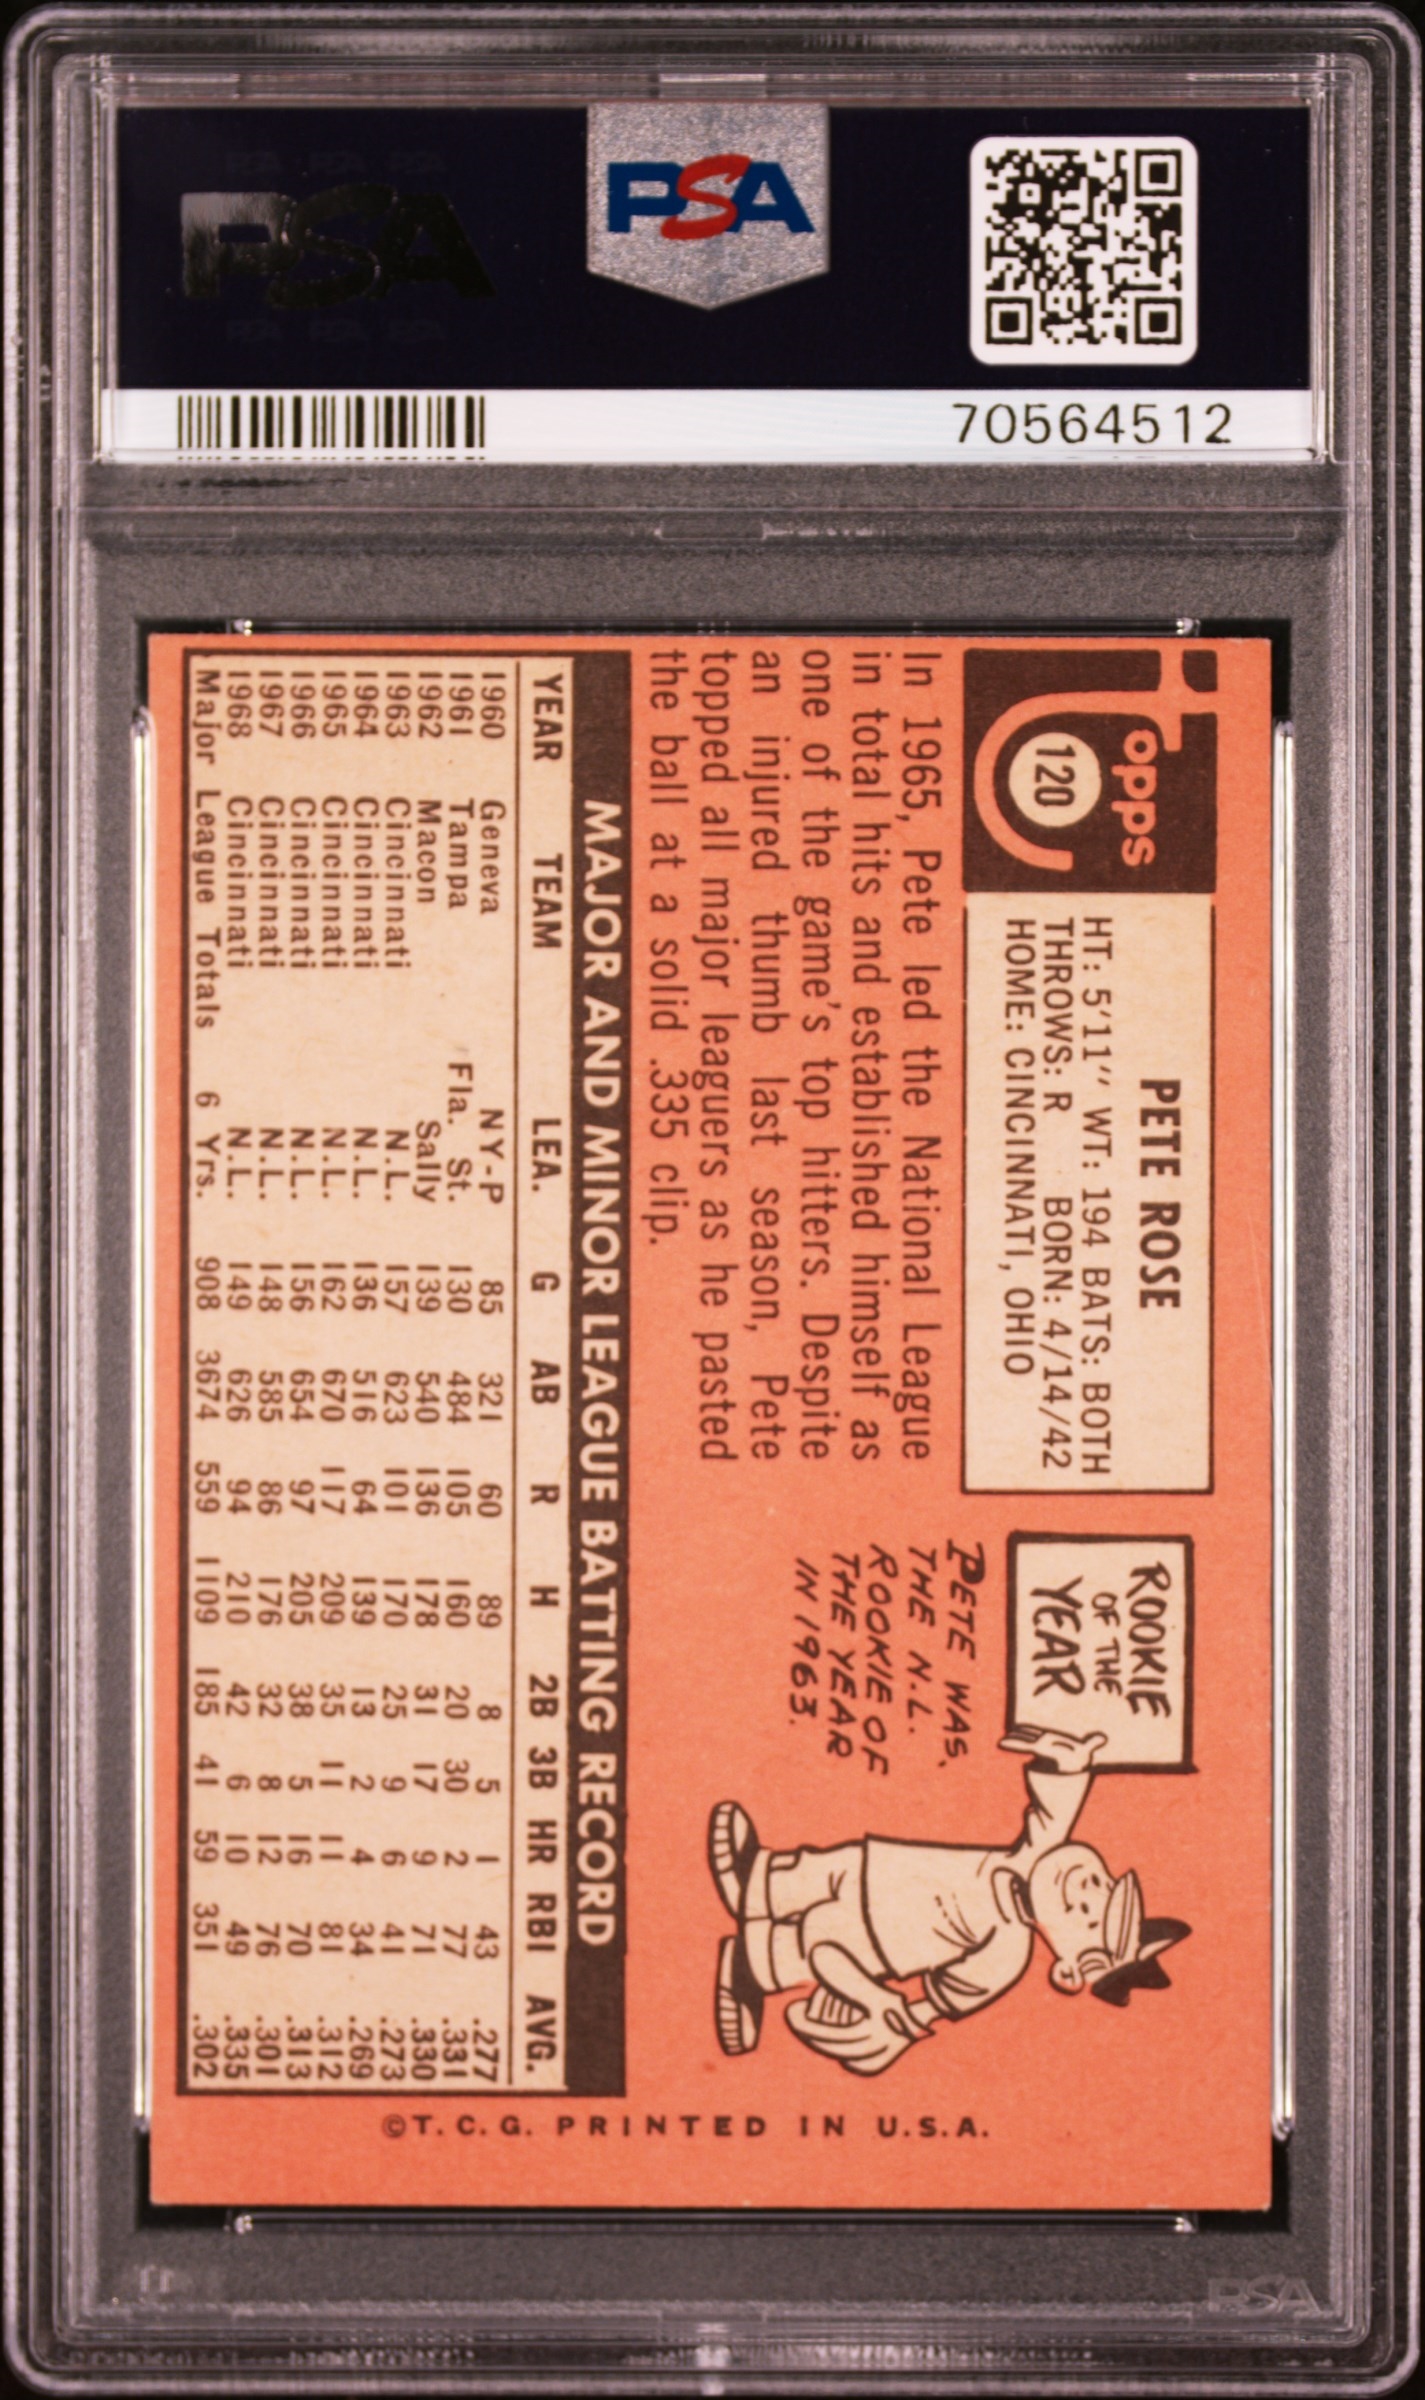 PSA
PSA
70564512
Topps
120
PETE ROSE
HT: 5'11" WT: 194 BATS: BOTH
THROWS: R BORN: 4/14/42
HOME: CINCINNATI, OHIO
In 1965, Pete led the National League
in total hits and established himself as
one of the game's top hitters. Despite
an injured thumb last season, Pete
topped all major leaguers as he pasted
the ball at a solid .335 clip.
ROOKIE
OF THE
YEAR
PETE WAS
THE N.L.
ROOKIE OF
THE YEAR
IN 1963.
MAJOR AND MINOR LEAGUE BATTING RECORD
YEAR TEAM LEA. G AB R H 2B 3B HR RBI AVG.
1960 Geneva NY-P 85 321 60 89 8 5 1 43 .277
1961 Tampa Fla. St. 130 484 105 160 20 30 2 77 .331
1962 Macon Sally 139 540 136 178 31 17 9 71 .330
1963 Cincinnati N.L. 157 623 101 170 25 9 6 41 .273
1964 Cincinnati N.L. 136 516 64 139 13 2 4 34 .269
1965 Cincinnati N.L. 162 670 117 209 35 11 11 81 .312
1966 Cincinnati N.L. 156 654 97 205 38 5 16 70 .313
1967 Cincinnati N.L. 148 585 86 176 32 8 12 76 .301
1968 Cincinnati N.L. 149 626 94 210 42 6 10 49 .335
Major League Totals 6 Yrs. 908 3674 559 1109 185 41 59 351 .302
©T.C.G. PRINTED IN U.S.A.
PSA